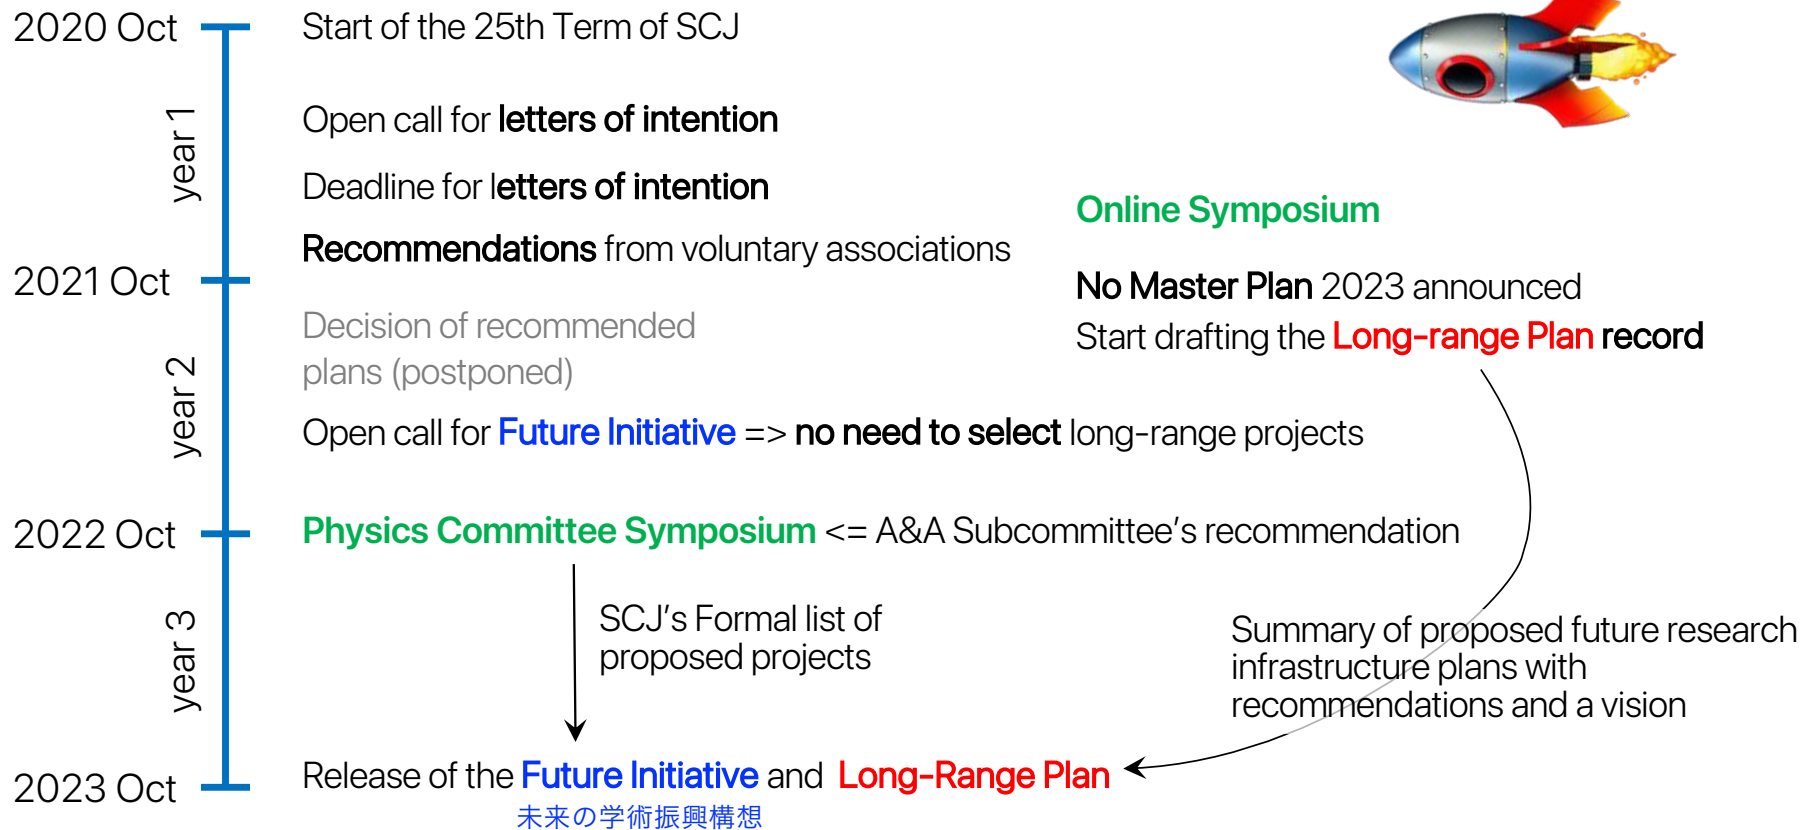 2020 Oct
Start of the 25th Term of SCJ
year 1
Open call for letters of intention
Deadline for letters of intention
Recommendations from voluntary associations
Online Symposium
2021 Oct
No Master Plan 2023 announced
Start drafting the Long-range Plan record
year 2
Decision of recommended
plans (postponed)
Open call for Future Initiative => no need to select long-range projects
2022 Oct
Physics Committee Symposium <= A&A Subcommittee's recommendation
year 3
SCJ's Formal list of
proposed projects
Summary of proposed future research
infrastructure plans with
recommendations and a vision
2023 Oct
Release of the Future Initiative and Long-Range Plan
未来の学術振興構想